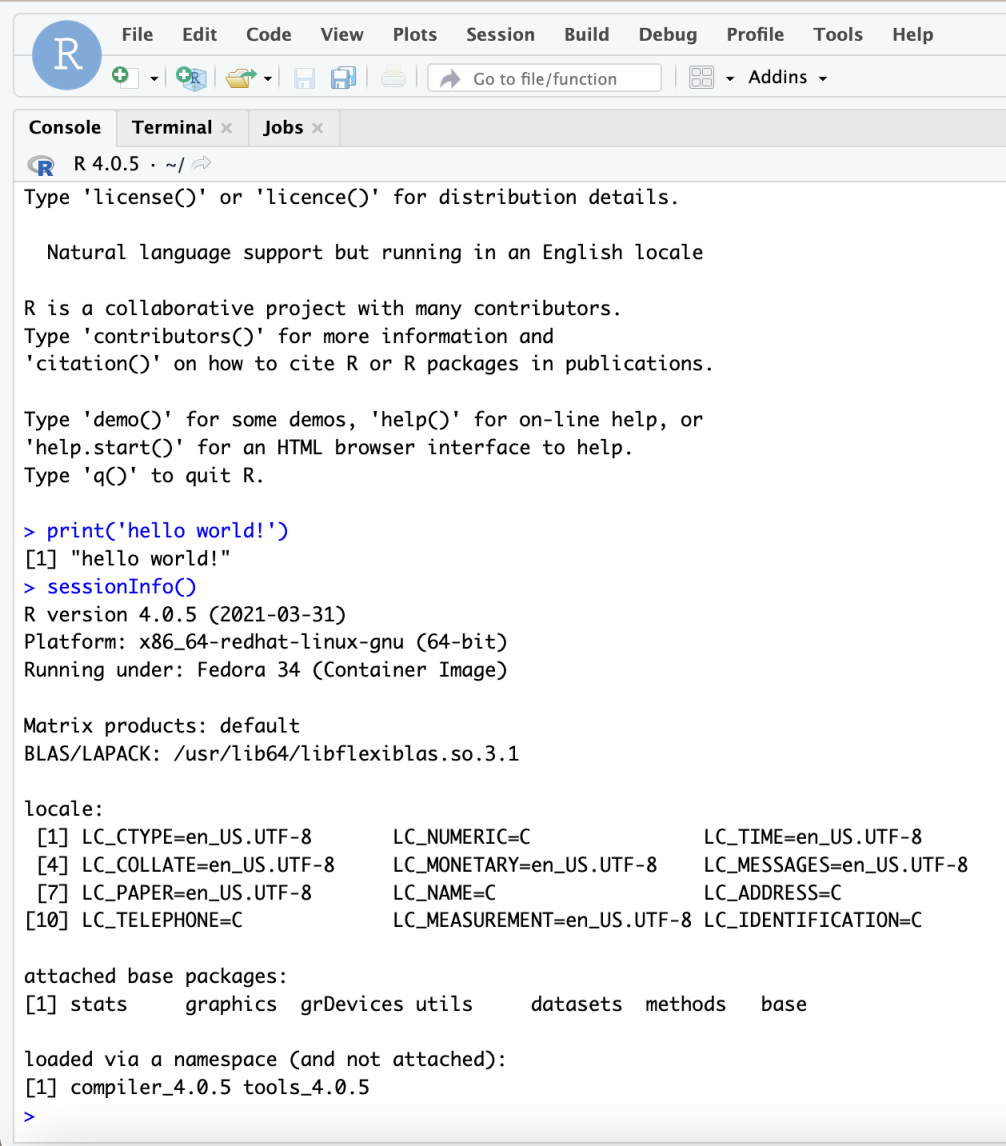 R
File Edit Code View Plots Session Build Debug Profile Tools Help
R Go to file/function Addins
Console Terminal Jobs
R R 4.0.5 · ~/
Type 'license()' or 'licence()' for distribution details.
Natural language support but running in an English locale
R is a collaborative project with many contributors.
Type 'contributors()' for more information and
'citation()' on how to cite R or R packages in publications.
Type 'demo()' for some demos, 'help()' for on-line help, or
'help.start()' for an HTML browser interface to help.
Type 'q()' to quit R.
> print('hello world!')
[1] "hello world!"
> sessionInfo()
R version 4.0.5 (2021-03-31)
Platform: x86_64-redhat-linux-gnu (64-bit)
Running under: Fedora 34 (Container Image)
Matrix products: default
BLAS/LAPACK: /usr/lib64/libflexiblas.so.3.1
locale:
[1] LC_CTYPE=en_US.UTF-8 LC_NUMERIC=C LC_TIME=en_US.UTF-8
[4] LC_COLLATE=en_US.UTF-8 LC_MONETARY=en_US.UTF-8 LC_MESSAGES=en_US.UTF-8
[7] LC_PAPER=en_US.UTF-8 LC_NAME=C LC_ADDRESS=C
[10] LC_TELEPHONE=C LC_MEASUREMENT=en_US.UTF-8 LC_IDENTIFICATION=C
attached base packages:
[1] stats graphics grDevices utils datasets methods base
loaded via a namespace (and not attached):
[1] compiler_4.0.5 tools_4.0.5
>